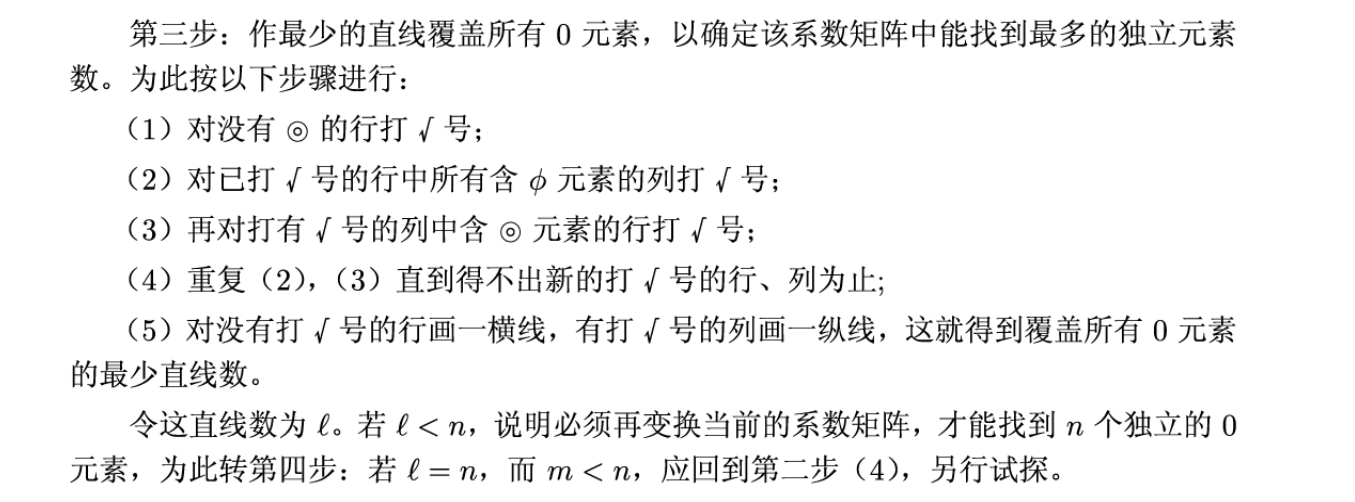 第三步：作最少的直线覆盖所有 0 元素，以确定该系数矩阵中能找到最多的独立元素
数。为此按以下步骤进行：
（1）对没有 ◎ 的行打 √ 号；
（2）对已打 √ 号的行中所有含 ϕ 元素的列打 √ 号；
（3）再对打有 √ 号的列中含 ◎ 元素的行打 √ 号；
（4）重复（2），（3）直到得不出新的打 √ 号的行、列为止;
（5）对没有打 √ 号的行画一横线，有打 √ 号的列画一纵线，这就得到覆盖所有 0 元素
的最少直线数。
令这直线数为 ℓ。若 ℓ < n，说明必须再变换当前的系数矩阵，才能找到 n 个独立的 0
元素，为此转第四步：若 ℓ = n，而 m < n，应回到第二步（4），另行试探。